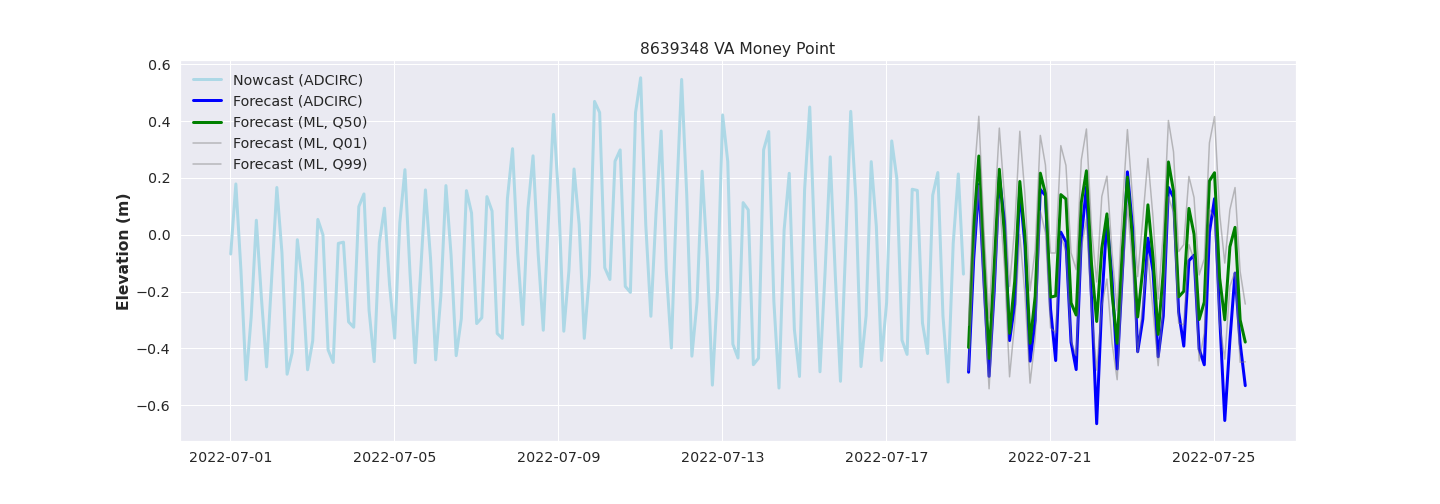 8639348 VA Money Point
0.6
0.4
0.2
0.0
−0.2
−0.4
−0.6
Elevation (m)
Nowcast (ADCIRC)
Forecast (ADCIRC)
Forecast (ML, Q50)
Forecast (ML, Q01)
Forecast (ML, Q99)
2022-07-01 2022-07-05 2022-07-09 2022-07-13 2022-07-17 2022-07-21 2022-07-25